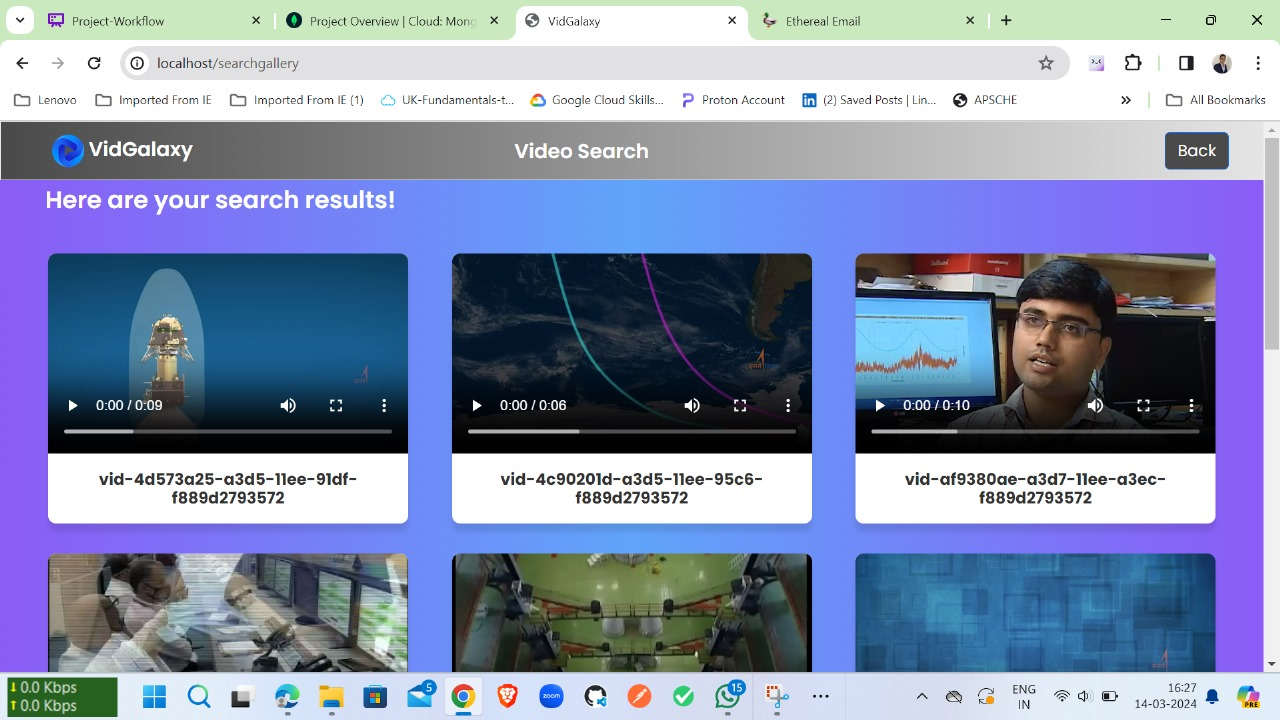 Project-Workflow
Project Overview | Cloud: Mong
VidGalaxy
Ethereal Email
localhost/searchgallery
Lenovo
Imported From IE
Imported From IE (1)
UK-Fundamentals-t...
Google Cloud Skills...
Proton Account
(2) Saved Posts | Lin...
APSCHE
All Bookmarks
VidGalaxy
Video Search
Back
Here are your search results!
0:00 / 0:09
0:00 / 0:06
0:00 / 0:10
vid-4d573a25-a3d5-11ee-91df-
f889d2793572
vid-4c90201d-a3d5-11ee-95c6-
f889d2793572
vid-af9380ae-a3d7-11ee-a3ec-
f889d2793572
0.0 Kbps
0.0 Kbps
5
zoom
15
ENG
IN
16:27
14-03-2024
PRE